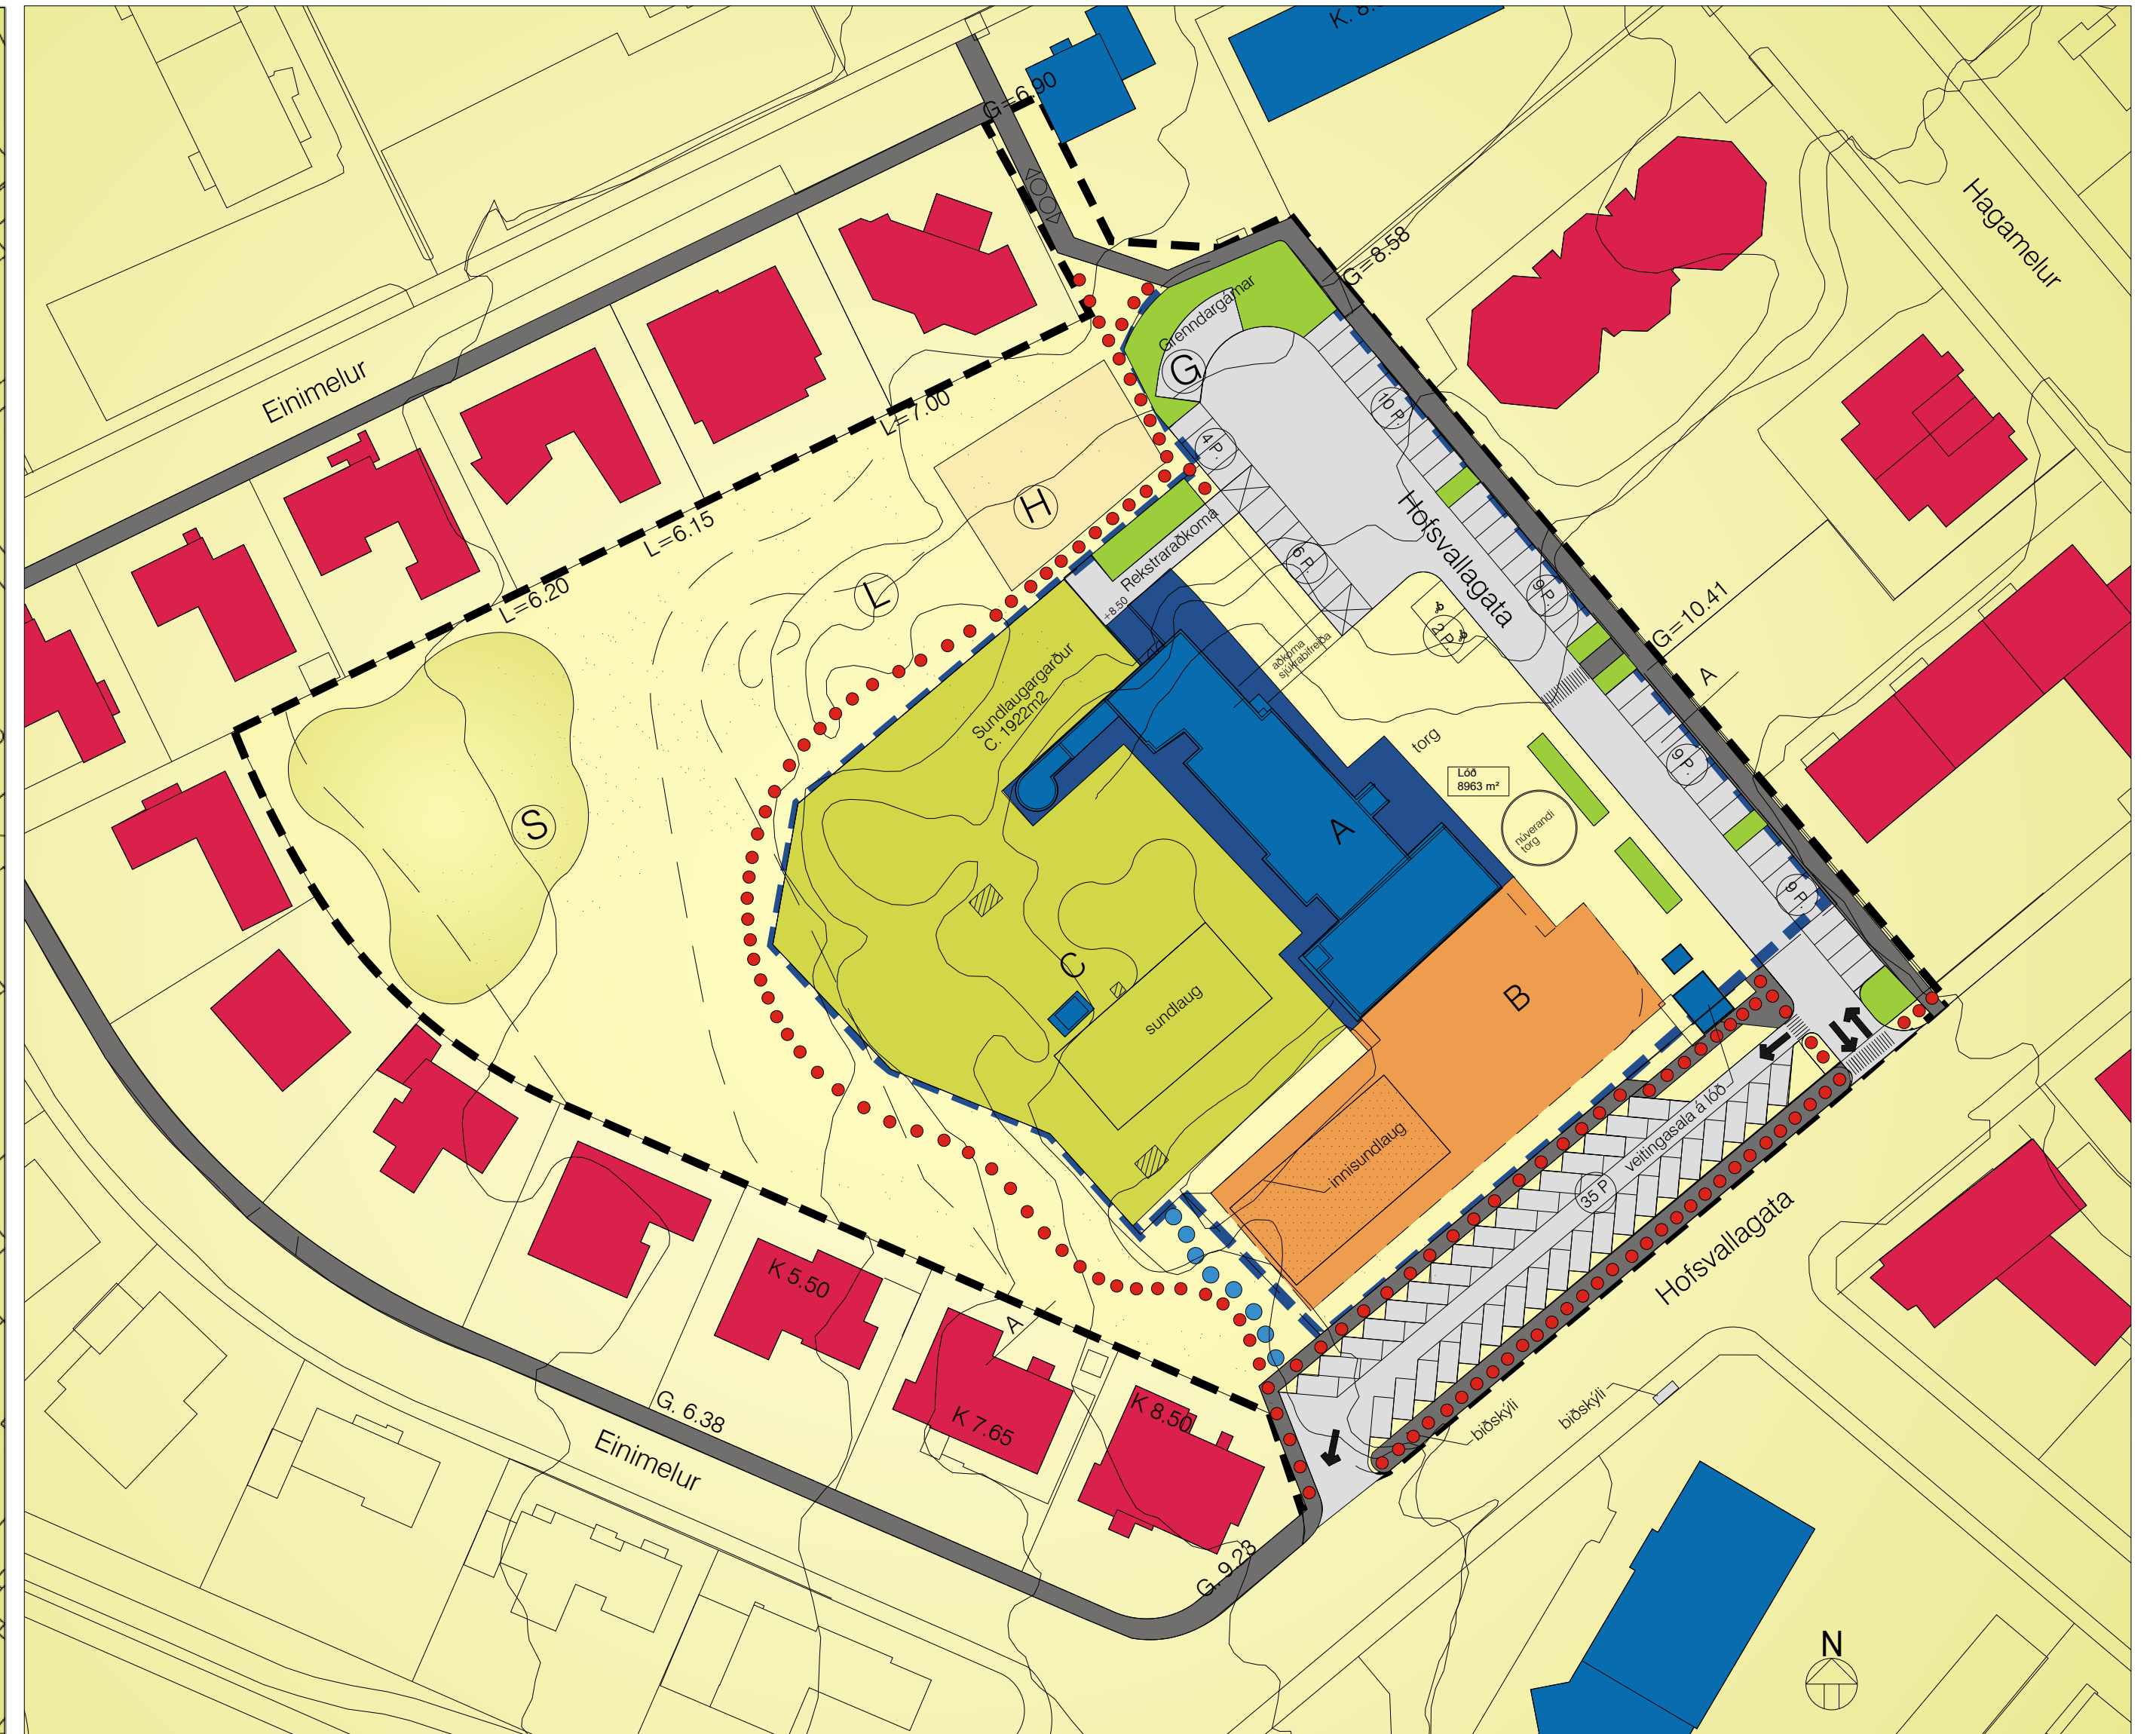 K. 8.
G=6.90
Hagamelur
G=8.58
Grenndargámar
G
Einimelur
L=7.00
10 P.
4 P.
H
L=6.15
Rekstraraðkoma
Hofsvallagata
6 P.
L
L=6.20
+8.50
9 P.
2 P.
G=10.41
aðkoma
sjúkrabifreiða
A
Sundlaugargarður
C. 1922m2
torg
9 P.
Lóð
8963 m²
S
A
núverandi
torg
9 P.
C
B
sundlaug
innisundlaug
veitingasala á lóð
35 P
Hofsvallagata
K 5.50
A
G. 6.38
K 7.65
K 8.50
biðskýli
biðskýli
Einimelur
G. 9.23
N